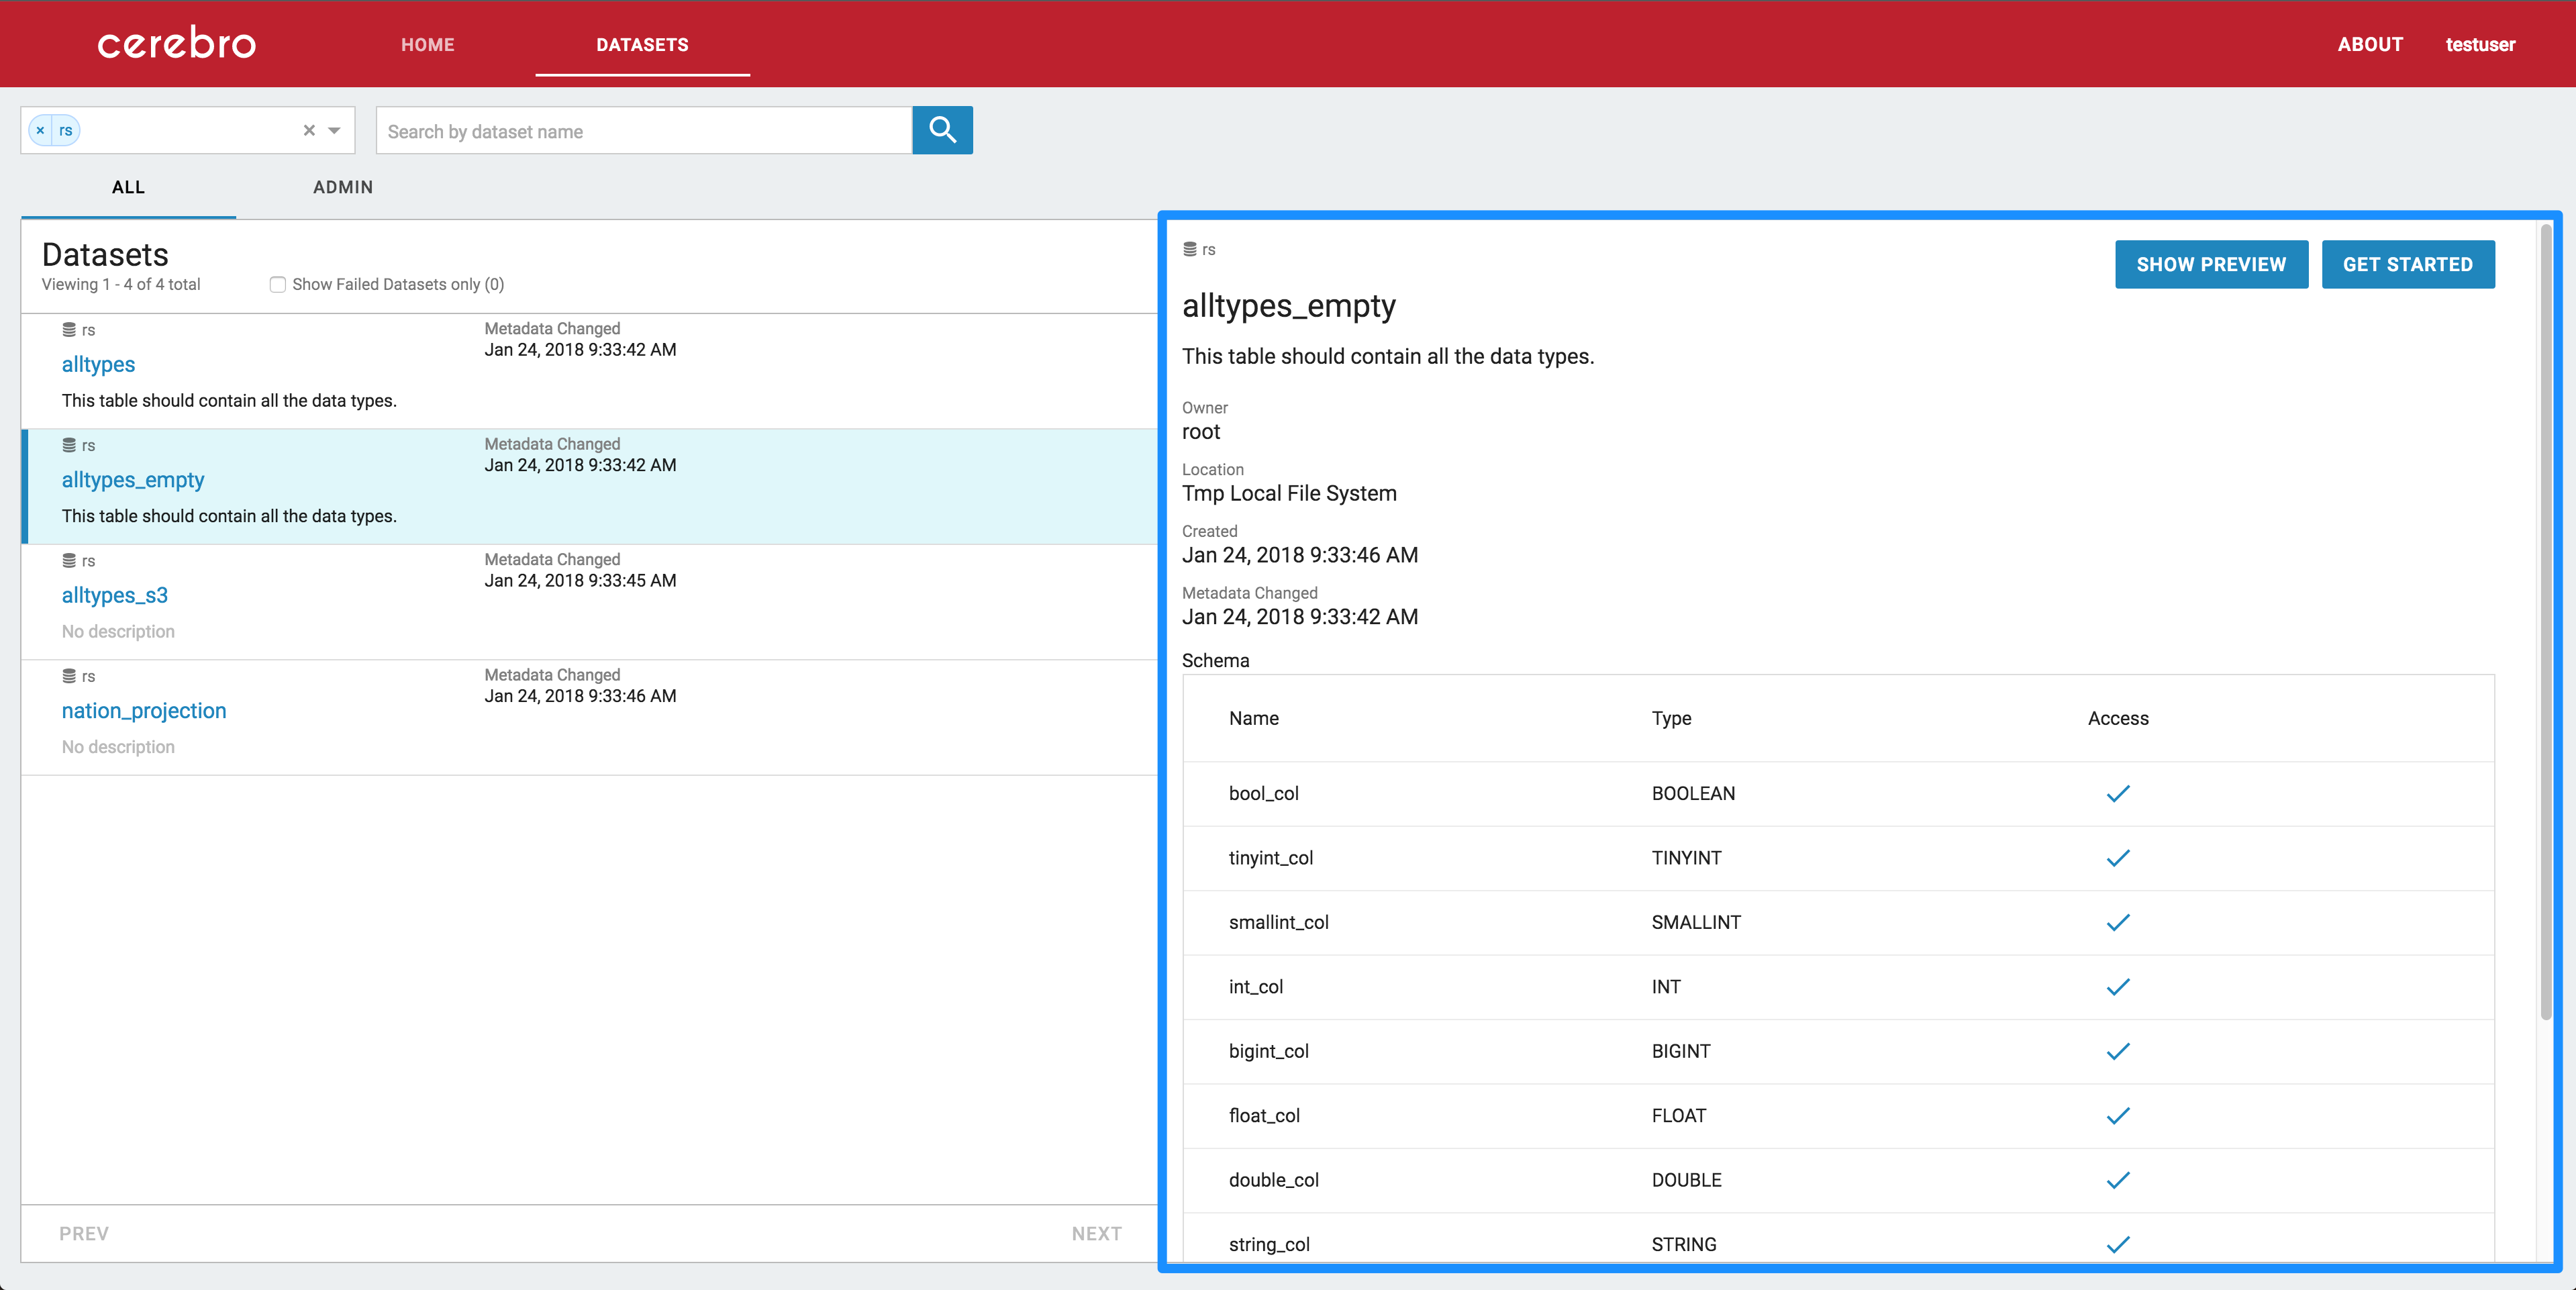 cerebro
HOME
DATASETS
ABOUT
testuser
× rs
Search by dataset name
ALL
ADMIN
Datasets
Viewing 1 - 4 of 4 total
Show Failed Datasets only (0)
rs
Metadata Changed
alltypes
Jan 24, 2018 9:33:42 AM
This table should contain all the data types.
rs
Metadata Changed
alltypes_empty
Jan 24, 2018 9:33:42 AM
This table should contain all the data types.
rs
Metadata Changed
alltypes_s3
Jan 24, 2018 9:33:45 AM
No description
rs
Metadata Changed
nation_projection
Jan 24, 2018 9:33:46 AM
No description
PREV
NEXT
rs
SHOW PREVIEW
GET STARTED
alltypes_empty
This table should contain all the data types.
Owner
root
Location
Tmp Local File System
Created
Jan 24, 2018 9:33:46 AM
Metadata Changed
Jan 24, 2018 9:33:42 AM
Schema
Name Type Access
bool_col BOOLEAN
tinyint_col TINYINT
smallint_col SMALLINT
int_col INT
bigint_col BIGINT
float_col FLOAT
double_col DOUBLE
string_col STRING